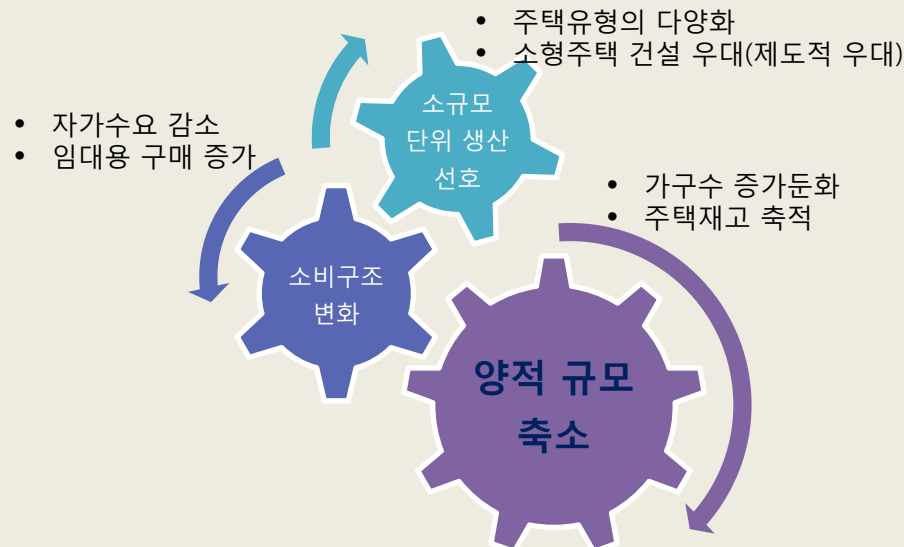 • 주택유형의 다양화
• 소형주택 건설 우대(제도적 우대)
소규모
단위 생산
선호
• 자가수요 감소
• 임대용 구매 증가
소비구조
변화
• 가구수 증가둔화
• 주택재고 축적
양적 규모
축소